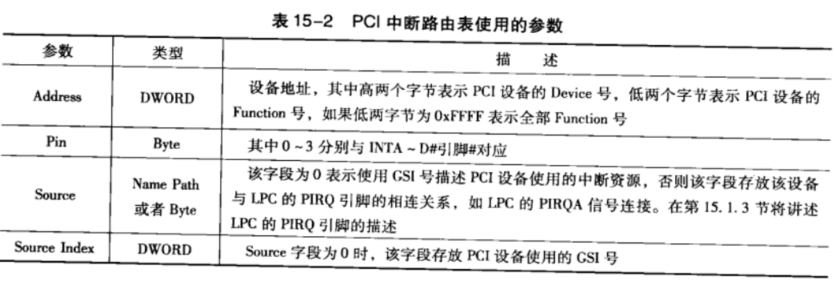 表 15-2 PCI 中断路由表使用的参数
参数 类型 描 述
Address DWORD 设备地址，其中高两个字节表示 PCI 设备的 Device 号，低两个字节表示 PCI 设备的
Function 号，如果低两字节为 0xFFFF 表示全部 Function 号
Pin Byte 其中 0 ~ 3 分别与 INTA ~ D#引脚#对应
Source Name Path 或者 Byte 该字段为 0 表示使用 GSI 号描述 PCI 设备使用的中断资源，否则该字段存放该设备
与 LPC 的 PIRQ 引脚的相连关系，如 LPC 的 PIRQA 信号连接。在第 15.1.3 节将讲述
LPC 的 PIRQ 引脚的描述
Source Index DWORD Source 字段为 0 时，该字段存放 PCI 设备使用的 GSI 号